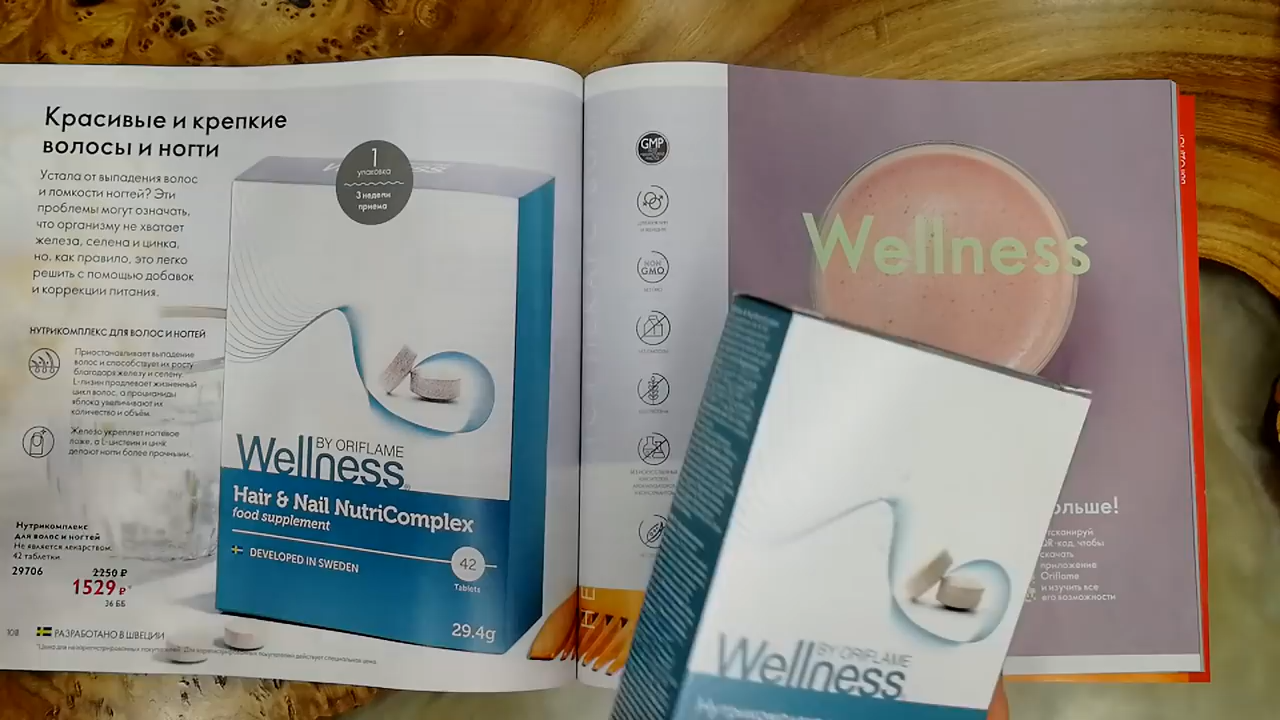 Красивые и крепкие
волосы и ногти
Устала от выпадения волос
и ломкости ногтей? Эти
проблемы могут означать,
что организму не хватает
железа, селена и цинка,
но, как правило, это легко
решить с помощью добавок
и коррекции питания.
НУТРИКОМПЛЕКС ДЛЯ ВОЛОС И НОГТЕЙ
Приостанавливает выпадение
волос и способствует их росту
благодаря железу и селену.
L-лизин продлевает жизненный
цикл волос, а процианиды
яблока увеличивают их
количество и объём.
Железо укрепляет ногтевое
ложе, а L-цистеин и цинк
делают ногти более прочными.
Нутрикомплекс
для волос и ногтей
Не является лекарством.
42 таблетки.
29706
2250 ₽
1529 ₽*
36 ББ
108
РАЗРАБОТАНО В ШВЕЦИИ
1
упаковка
3 недели
приема
Wellness
BY ORIFLAME
Hair & Nail NutriComplex
food supplement
DEVELOPED IN SWEDEN
42
Tablets
29.4g
GMP
NON
GMO
Wellness
ольше!
QR-код, чтобы
скачать
приложение
Oriflame
и изучить все
его возможности
Wellness
BY ORIFLAME